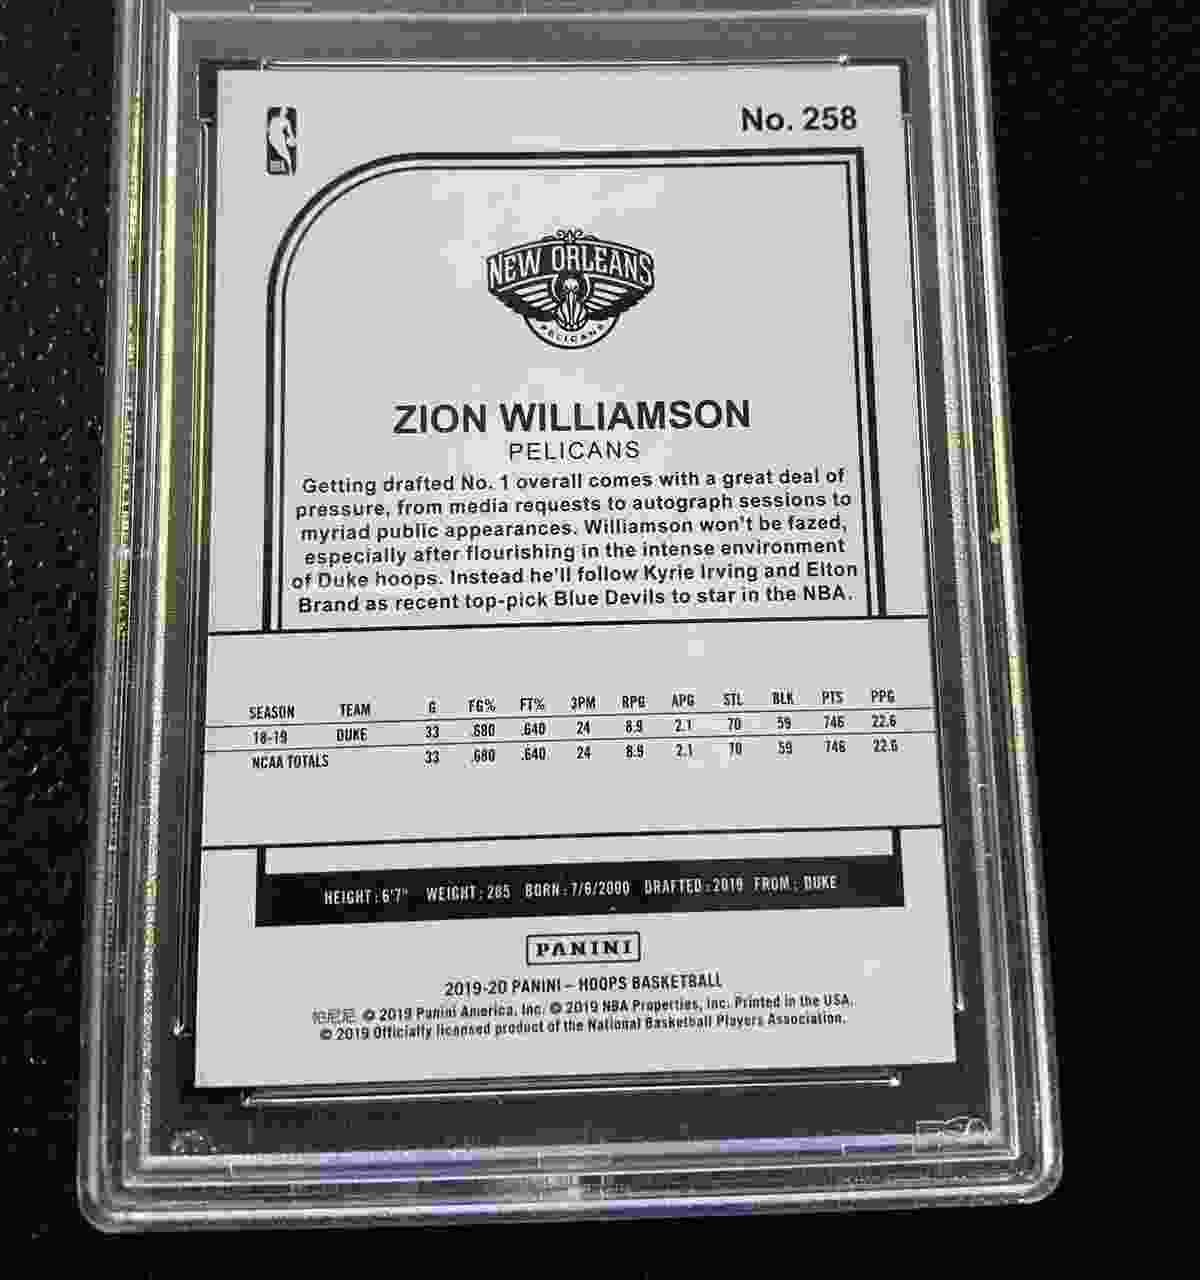 No. 258
NEW ORLEANS
PELICANS
ZION WILLIAMSON
PELICANS
Getting drafted No. 1 overall comes with a great deal of
pressure, from media requests to autograph sessions to
myriad public appearances. Williamson won't be fazed,
especially after flourishing in the intense environment
of Duke hoops. Instead he'll follow Kyrie Irving and Elton
Brand as recent top-pick Blue Devils to star in the NBA.
SEASON TEAM G FG% FT% 3PM RPG APG STL BLK PTS PPG
18-19 DUKE 33 .680 .640 24 8.9 2.1 70 59 746 22.6
NCAA TOTALS 33 .680 .640 24 8.9 2.1 70 59 746 22.6
HEIGHT: 6'7" WEIGHT: 285 BORN: 7/6/2000 DRAFTED: 2019 FROM: DUKE
PANINI
2019-20 PANINI – HOOPS BASKETBALL
帕尼尼 © 2019 Panini America, Inc. © 2019 NBA Properties, Inc. Printed in the USA.
© 2019 Officially licensed product of the National Basketball Players Association.
PSA